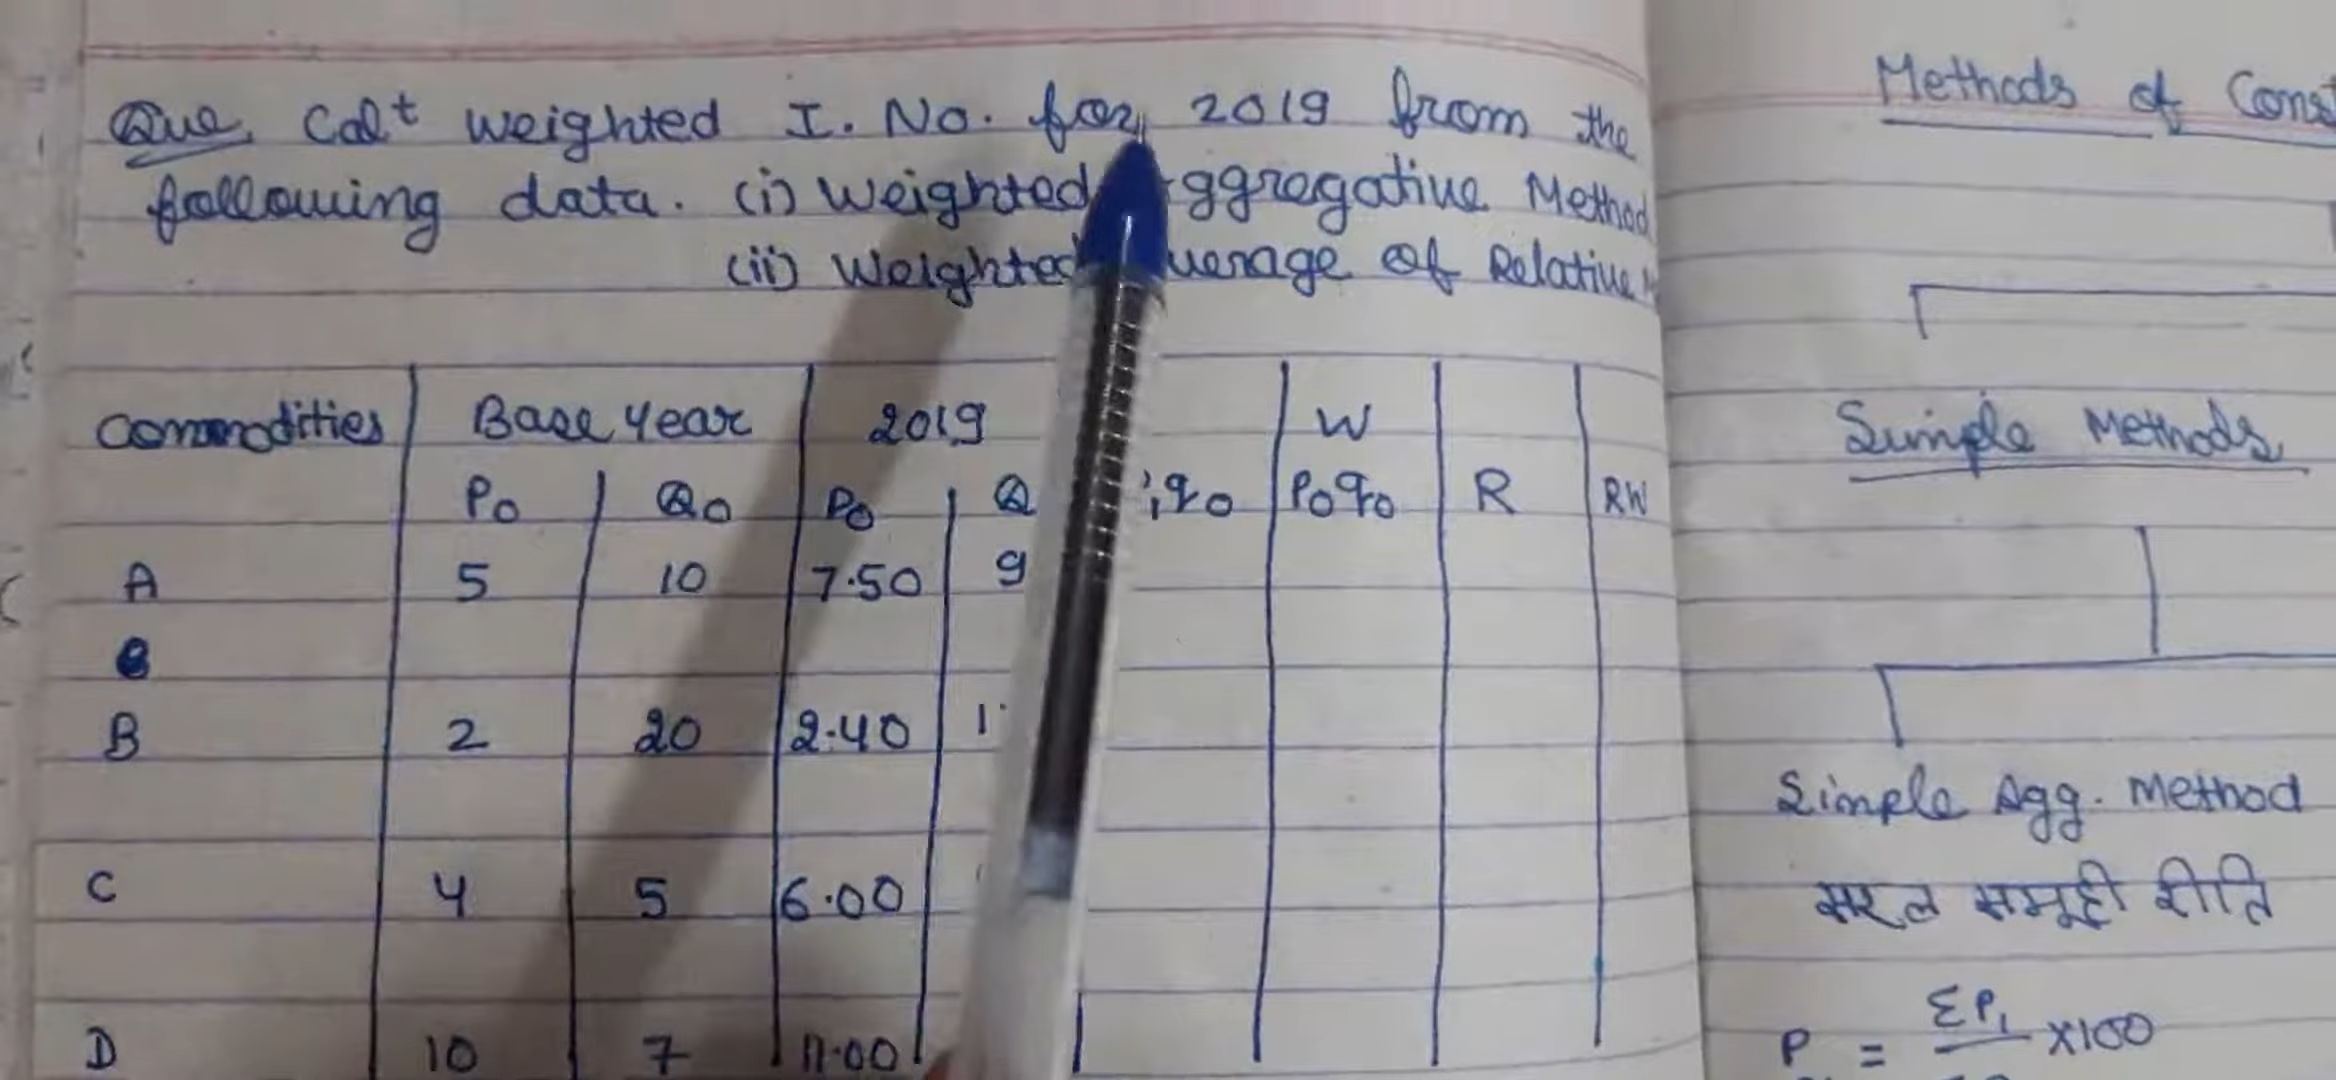 Que. Calt weighted I. No. for 2019 from the
following data. (i) Weighted ggregative Method
(ii) Weighted verage of Relative
Commodities Base year 2019 W
P0 Q0 P0 Q q0 P0q0 R RW
A 5 10 7.50 9
B 2 20 2.40
C 4 5 6.00
D 10 7 11.00
Methods of Const
Simple Methods
Simple Agg. Method
सरल समूही रीति
P = ΣP1 ×100